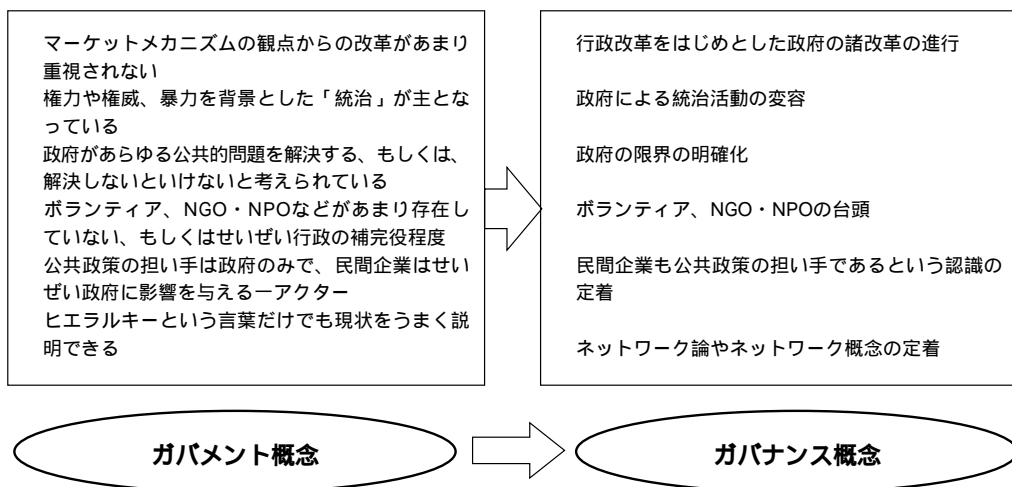 マーケットメカニズムの観点からの改革があまり
重視されない
権力や権威、暴力を背景とした「統治」が主とな
っている
政府があらゆる公共的問題を解決する、もしくは、
解決しないといけないと考えられている
ボランティア、NGO・NPOなどがあまり存在し
ていない、もしくはせいぜい行政の補完役程度
公共政策の担い手は政府のみで、民間企業はせい
ぜい政府に影響を与える一アクター
ヒエラルキーという言葉だけでも現状をうまく説
明できる
行政改革をはじめとした政府の諸改革の進行
政府による統治活動の変容
政府の限界の明確化
ボランティア、NGO・NPOの台頭
民間企業も公共政策の担い手であるという認識の
定着
ネットワーク論やネットワーク概念の定着
ガバメント概念
ガバナンス概念